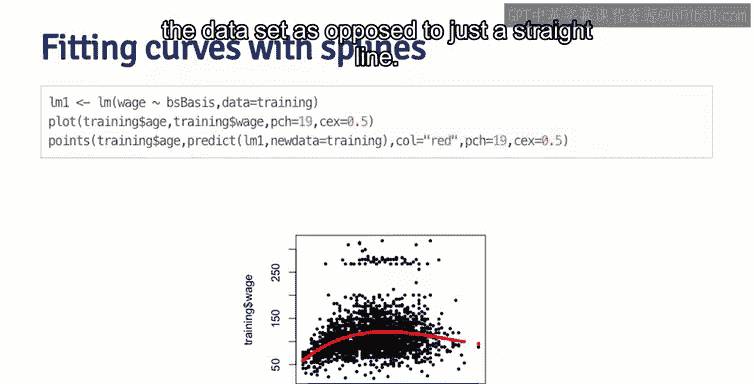 the data set as opposed to just a straight
line.
Fitting curves with splines
lm1 <- lm(wage ~ bsBasis,data=training)
plot(training$age,training$wage,pch=19,cex=0.5)
points(training$age,predict(lm1,newdata=training),col="red",pch=19,cex=0.5)
training$wage
250
150
50